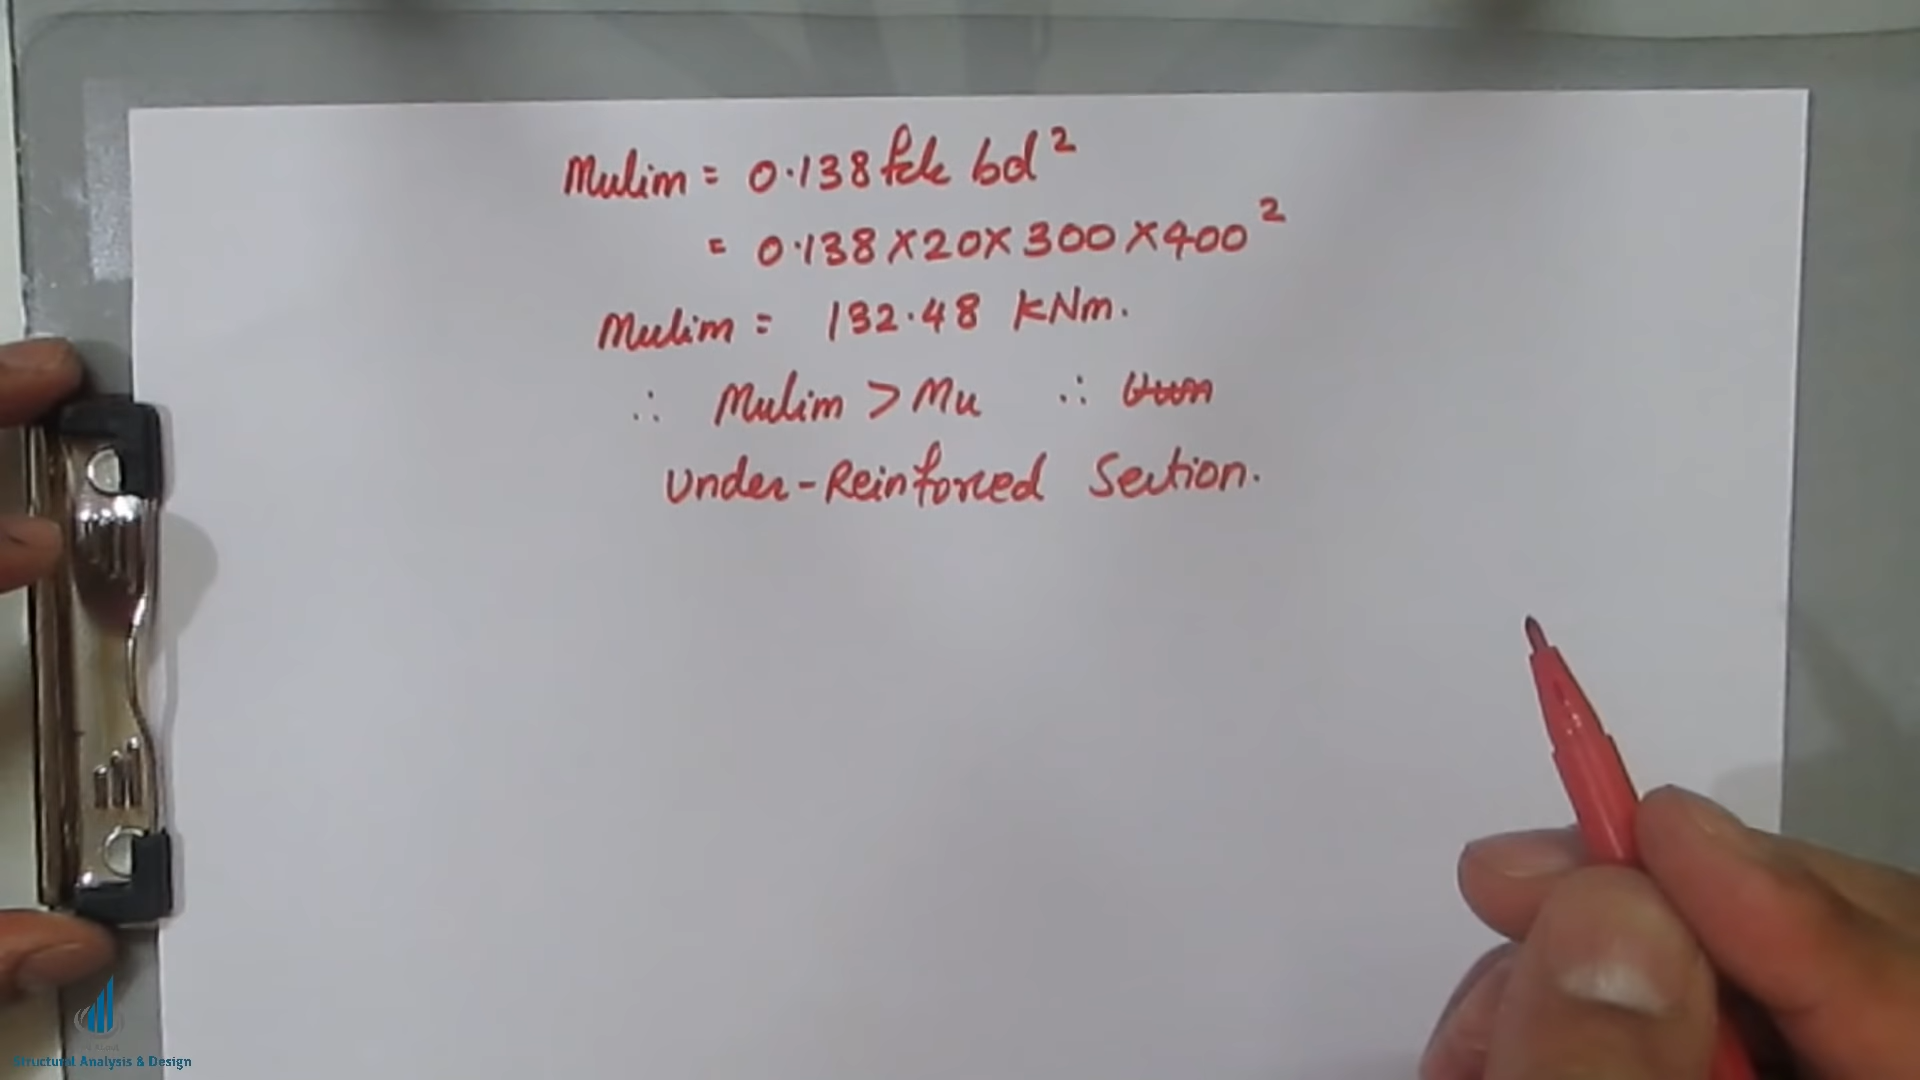 Mulim = 0.138 fck bd²
= 0.138 X 20 X 300 X 400²
Mulim = 132.48 kNm.
∴ Mulim > Mu ∴
Under-Reinforced Section.
Structural Analysis & Design